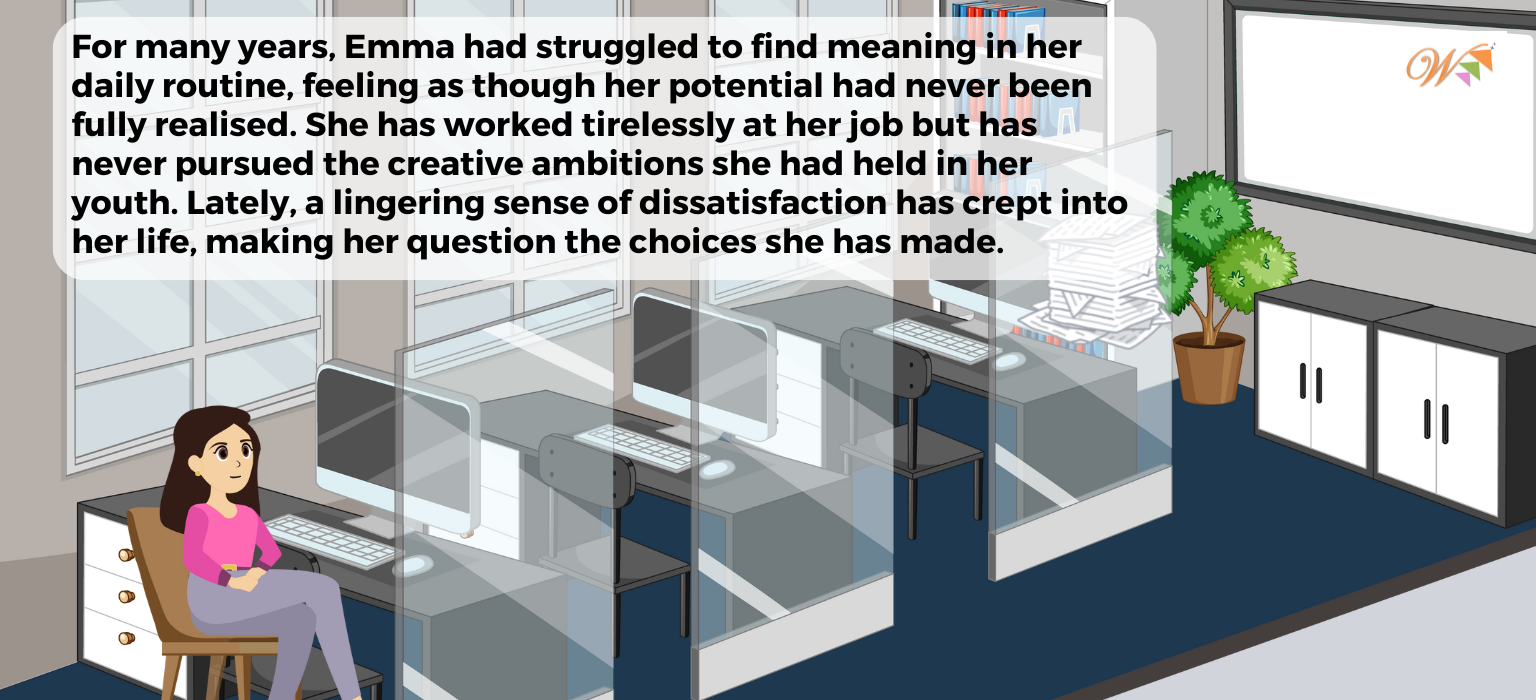 For many years, Emma had struggled to find meaning in her
daily routine, feeling as though her potential had never been
fully realised. She has worked tirelessly at her job but has
never pursued the creative ambitions she had held in her
youth. Lately, a lingering sense of dissatisfaction has crept into
her life, making her question the choices she has made.
W